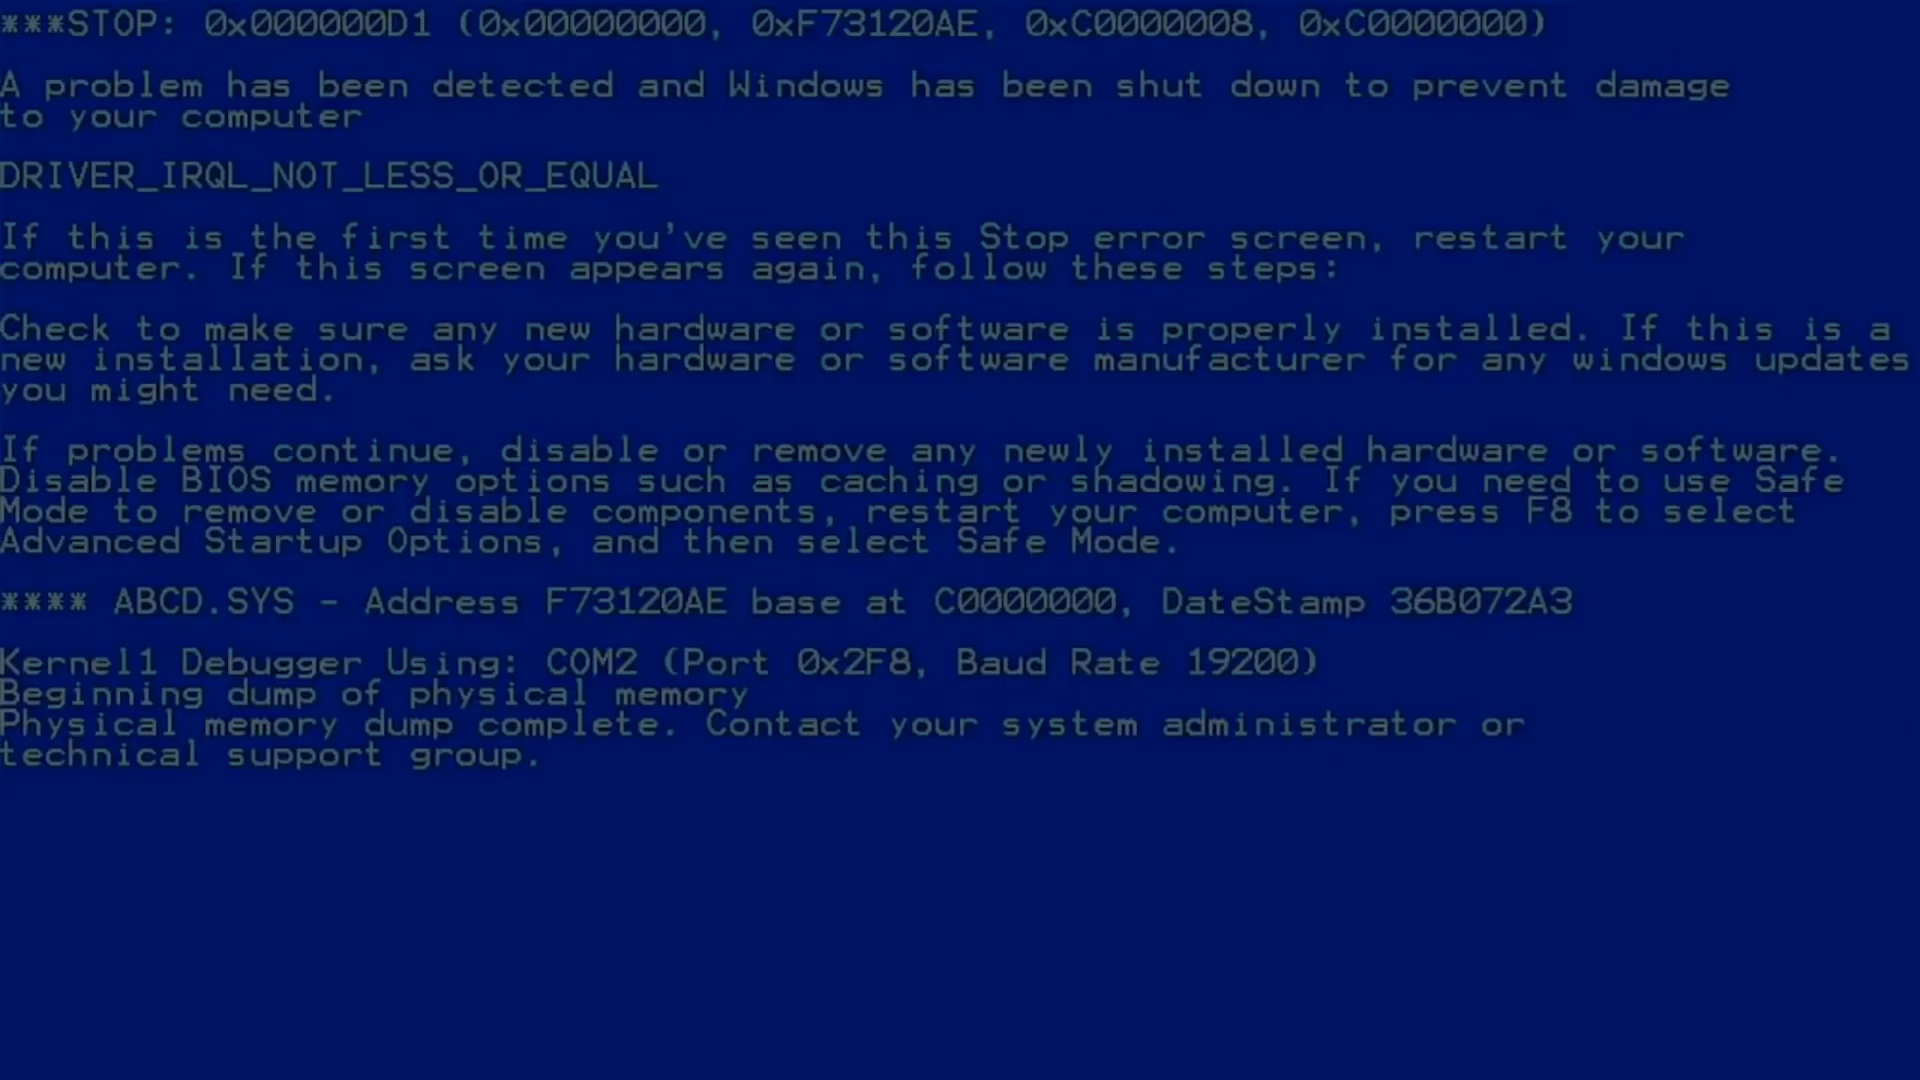 ***STOP: 0x000000D1 (0x00000000, 0xF73120AE, 0xC0000008, 0xC0000000)
A problem has been detected and Windows has been shut down to prevent damage
to your computer
DRIVER_IRQL_NOT_LESS_OR_EQUAL
If this is the first time you've seen this Stop error screen, restart your
computer. If this screen appears again, follow these steps:
Check to make sure any new hardware or software is properly installed. If this is a
new installation, ask your hardware or software manufacturer for any windows updates
you might need.
If problems continue, disable or remove any newly installed hardware or software.
Disable BIOS memory options such as caching or shadowing. If you need to use Safe
Mode to remove or disable components, restart your computer, press F8 to select
Advanced Startup Options, and then select Safe Mode.
**** ABCD.SYS - Address F73120AE base at C0000000, DateStamp 36B072A3
Kernel1 Debugger Using: COM2 (Port 0x2F8, Baud Rate 19200)
Beginning dump of physical memory
Physical memory dump complete. Contact your system administrator or
technical support group.